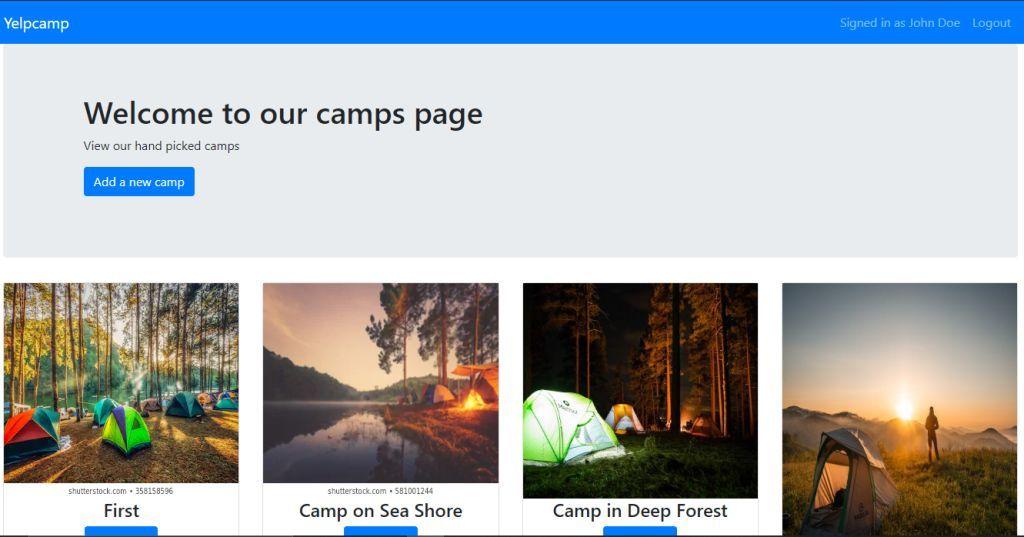 Yelpcamp
Signed in as John Doe Logout
Welcome to our camps page
View our hand picked camps
Add a new camp
shutterstock.com • 358158596
First
shutterstock.com • 581001244
Camp on Sea Shore
Camp in Deep Forest